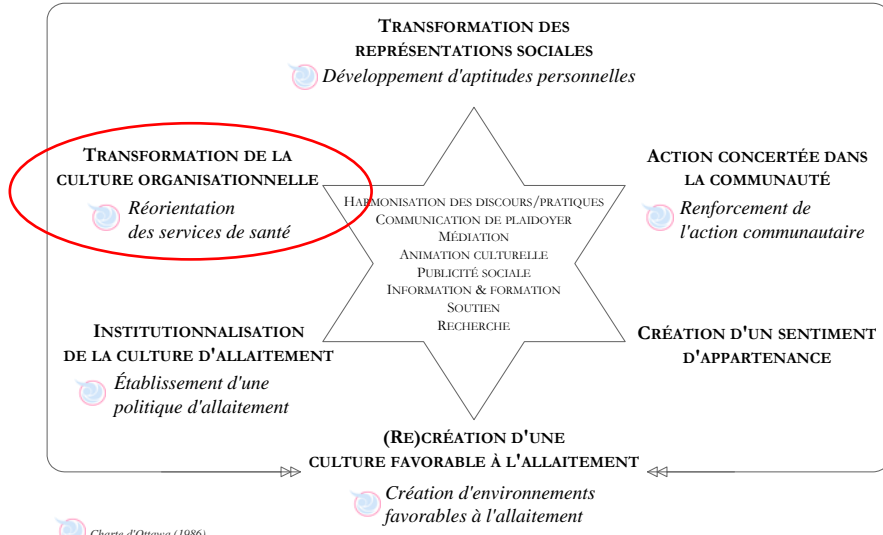 TRANSFORMATION DES
REPRÉSENTATIONS SOCIALES
Développement d'aptitudes personnelles
TRANSFORMATION DE LA
CULTURE ORGANISATIONNELLE
Réorientation
des services de santé
ACTION CONCERTÉE DANS
LA COMMUNAUTÉ
Renforcement de
l'action communautaire
HARMONISATION DES DISCOURS/PRATIQUES
COMMUNICATION DE PLAIDOYER
MÉDIATION
ANIMATION CULTURELLE
PUBLICITÉ SOCIALE
INFORMATION & FORMATION
SOUTIEN
RECHERCHE
INSTITUTIONNALISATION
DE LA CULTURE D'ALLAITEMENT
Établissement d'une
politique d'allaitement
CRÉATION D'UN SENTIMENT
D'APPARTENANCE
(RE)CRÉATION D'UNE
CULTURE FAVORABLE À L'ALLAITEMENT
Création d'environnements
favorables à l'allaitement
Charte d'Ottawa (1986)